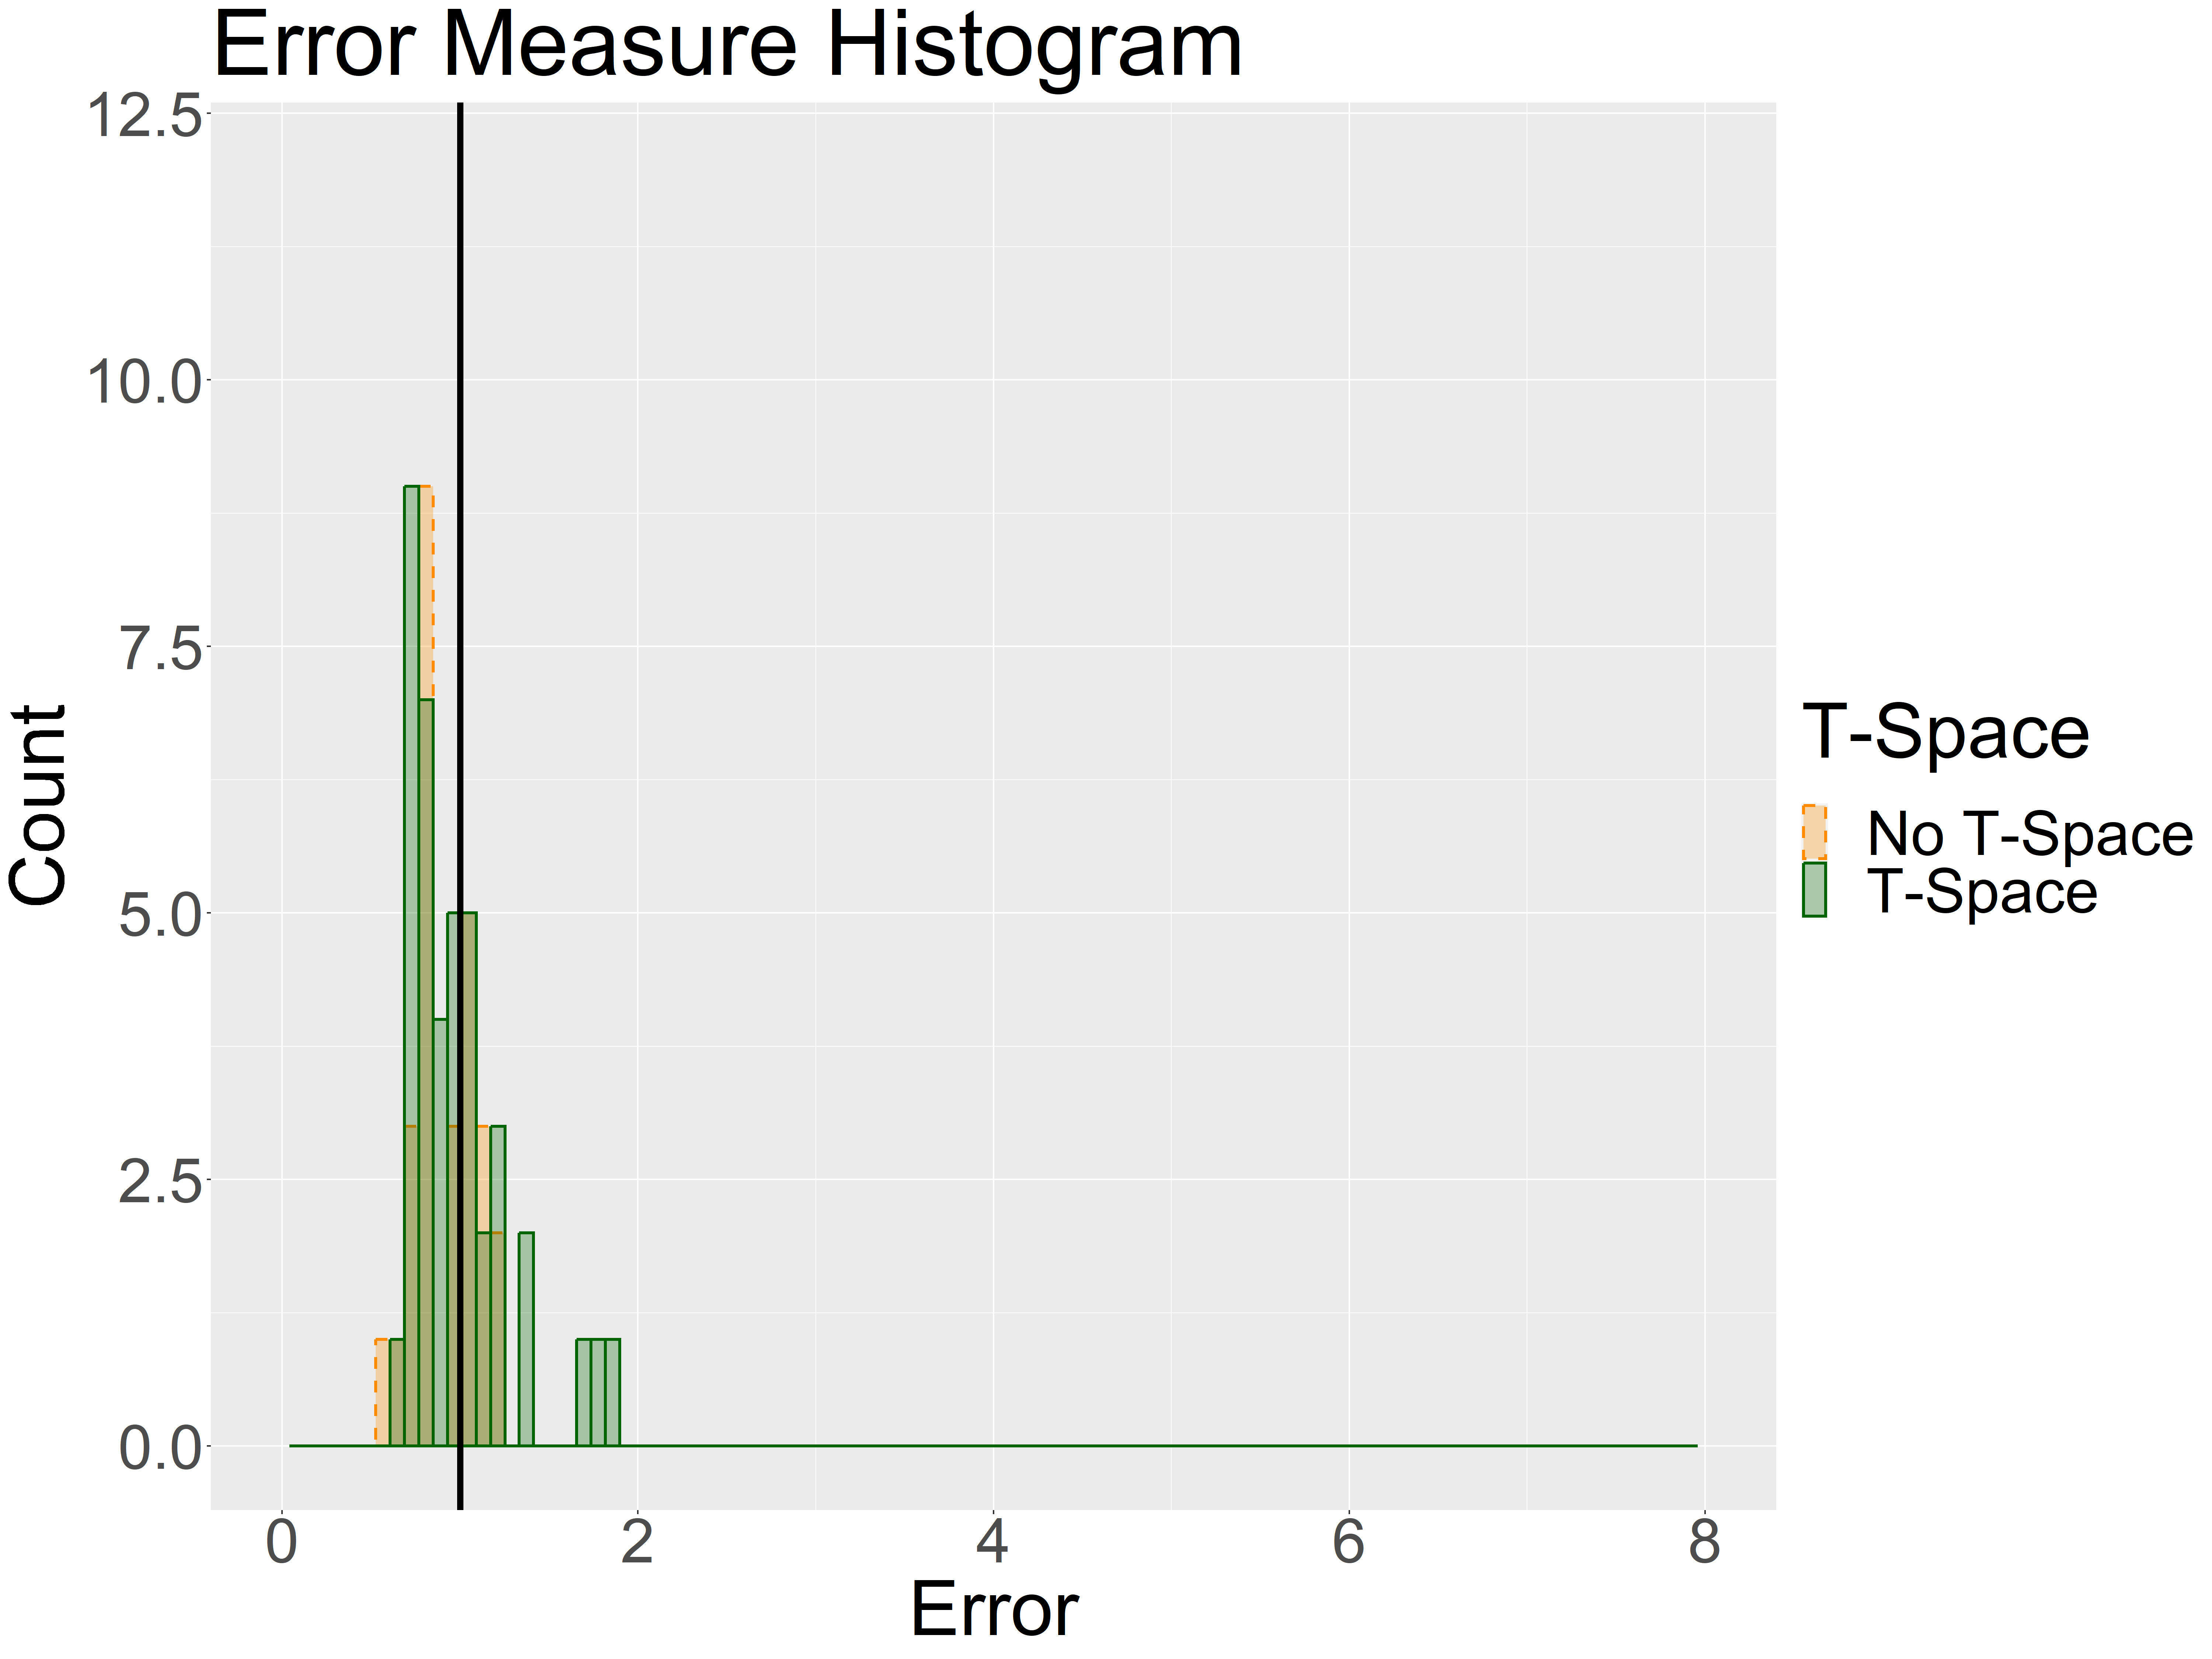 Error Measure Histogram
12.5
10.0
7.5
5.0
2.5
0.0
Count
0 2 4 6 8
Error
T-Space
No T-Space
T-Space